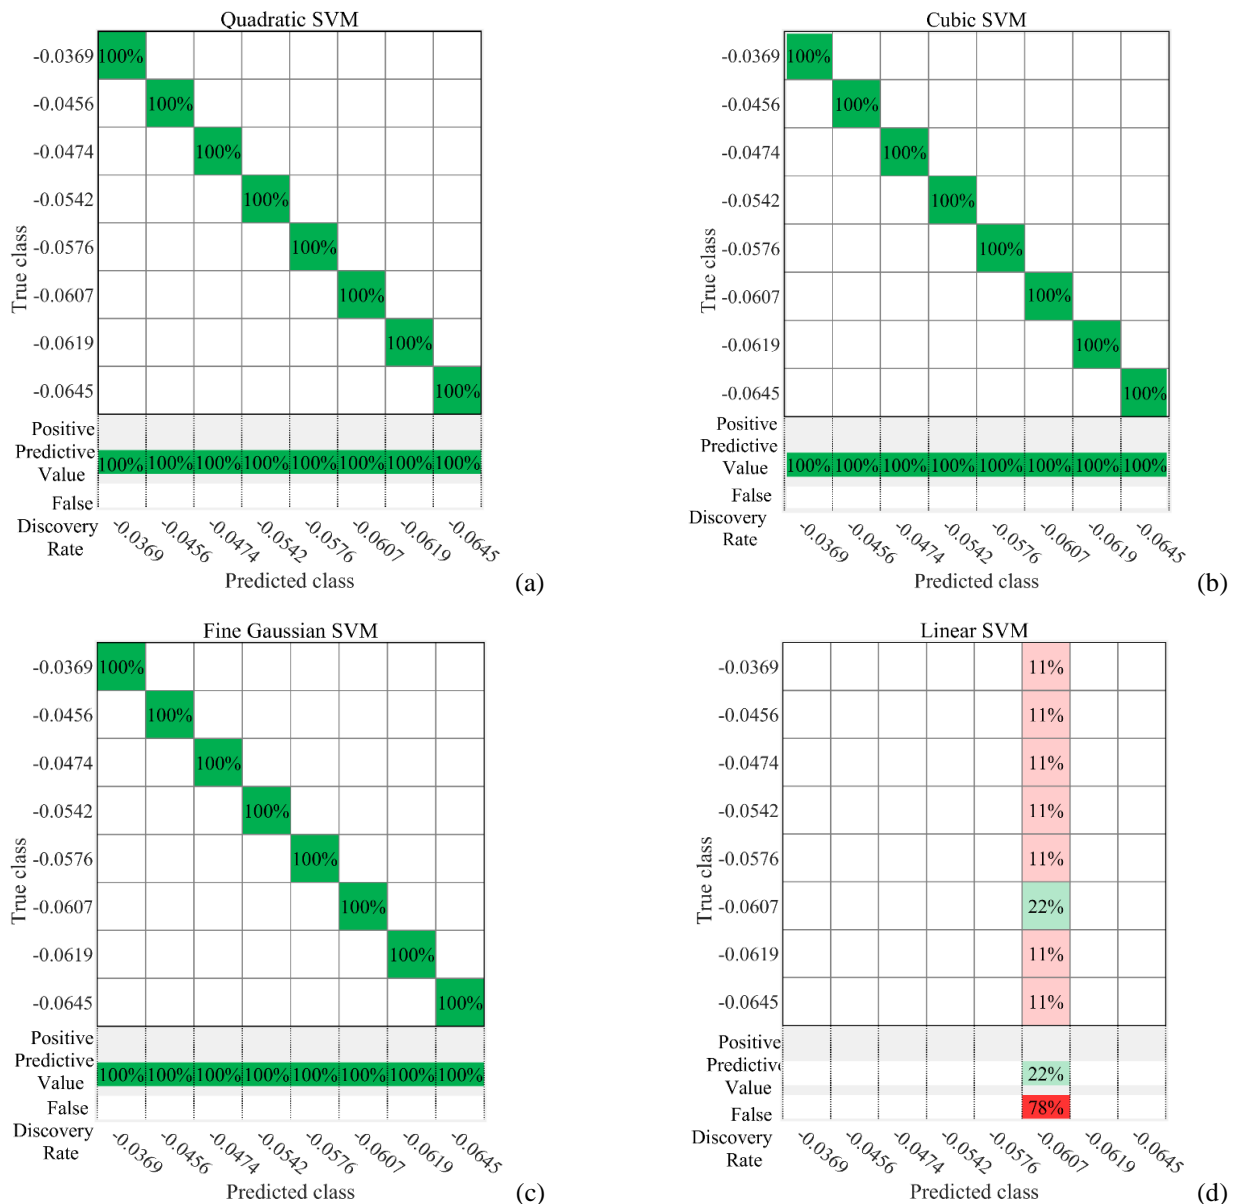 Quadratic SVM
True class
-0.0369
100%
-0.0456
100%
-0.0474
100%
-0.0542
100%
-0.0576
100%
-0.0607
100%
-0.0619
100%
-0.0645
100%
Positive
Predictive
Value
100% 100% 100% 100% 100% 100% 100% 100%
False
Discovery
Rate
-0.0369 -0.0456 -0.0474 -0.0542 -0.0576 -0.0607 -0.0619 -0.0645
Predicted class
(a)
Cubic SVM
True class
-0.0369
100%
-0.0456
100%
-0.0474
100%
-0.0542
100%
-0.0576
100%
-0.0607
100%
-0.0619
100%
-0.0645
100%
Positive
Predictive
Value
100% 100% 100% 100% 100% 100% 100% 100%
False
Discovery
Rate
-0.0369 -0.0456 -0.0474 -0.0542 -0.0576 -0.0607 -0.0619 -0.0645
Predicted class
(b)
Fine Gaussian SVM
True class
-0.0369
100%
-0.0456
100%
-0.0474
100%
-0.0542
100%
-0.0576
100%
-0.0607
100%
-0.0619
100%
-0.0645
100%
Positive
Predictive
Value
100% 100% 100% 100% 100% 100% 100% 100%
False
Discovery
Rate
-0.0369 -0.0456 -0.0474 -0.0542 -0.0576 -0.0607 -0.0619 -0.0645
Predicted class
(c)
Linear SVM
True class
-0.0369
11%
-0.0456
11%
-0.0474
11%
-0.0542
11%
-0.0576
11%
-0.0607
22%
-0.0619
11%
-0.0645
11%
Positive
Predictive
Value
22%
False
78%
Discovery
Rate
-0.0369 -0.0456 -0.0474 -0.0542 -0.0576 -0.0607 -0.0619 -0.0645
Predicted class
(d)